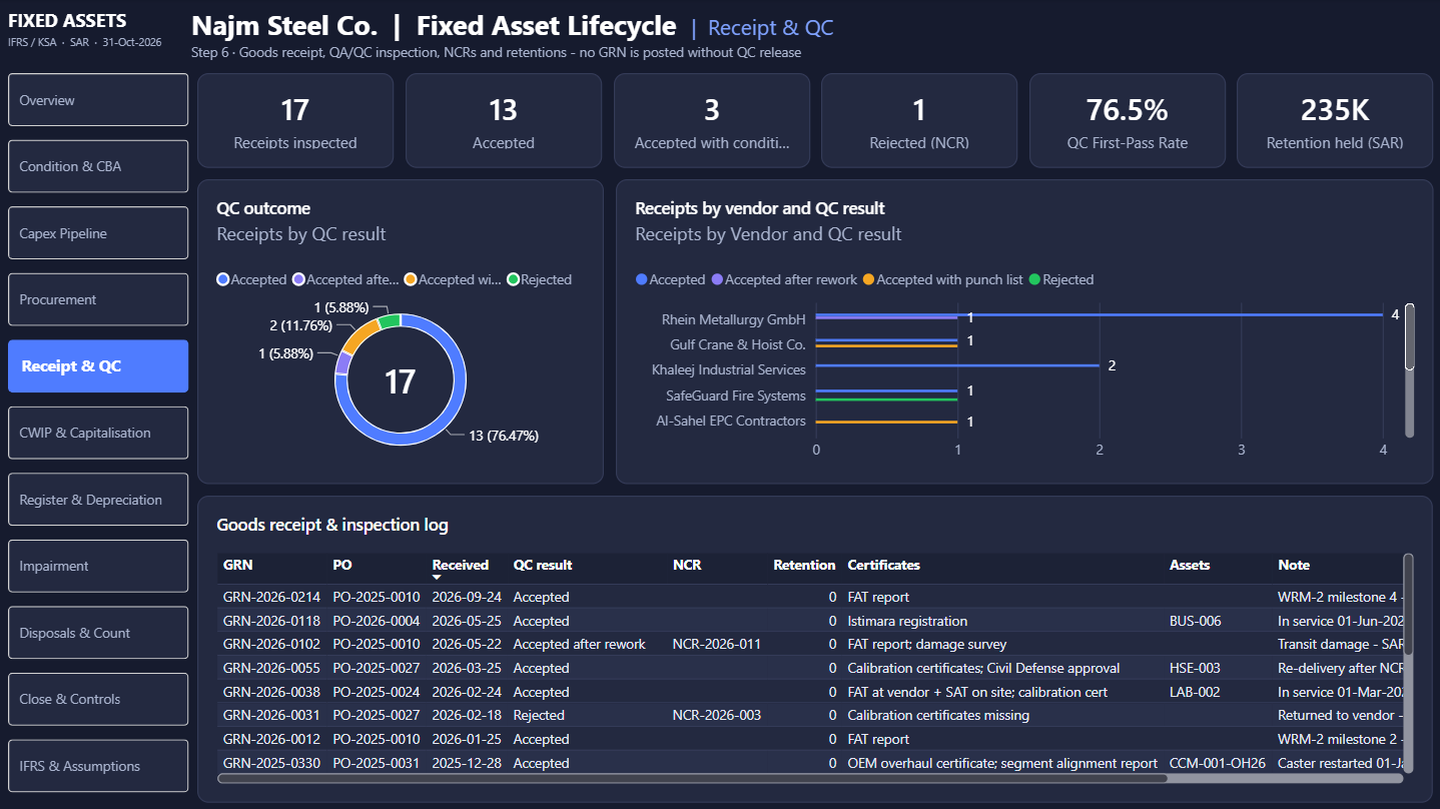 FIXED ASSETS
IFRS / KSA · SAR · 31-Oct-2026
Najm Steel Co. | Fixed Asset Lifecycle | Receipt & QC
Step 6 · Goods receipt, QA/QC inspection, NCRs and retentions - no GRN is posted without QC release
Overview
Condition & CBA
Capex Pipeline
Procurement
Receipt & QC
CWIP & Capitalisation
Register & Depreciation
Impairment
Disposals & Count
Close & Controls
IFRS & Assumptions
17
Receipts inspected
13
Accepted
3
Accepted with conditi...
1
Rejected (NCR)
76.5%
QC First-Pass Rate
235K
Retention held (SAR)
QC outcome
Receipts by QC result
Accepted Accepted afte... Accepted wi... Rejected
1 (5.88%)
2 (11.76%)
1 (5.88%)
17
13 (76.47%)
Receipts by vendor and QC result
Receipts by Vendor and QC result
Accepted Accepted after rework Accepted with punch list Rejected
Rhein Metallurgy GmbH 1 4
Gulf Crane & Hoist Co. 1
Khaleej Industrial Services 2
SafeGuard Fire Systems 1
Al-Sahel EPC Contractors 1
0 1 2 3 4
Goods receipt & inspection log
GRN PO Received QC result NCR Retention Certificates Assets Note
GRN-2026-0214 PO-2025-0010 2026-09-24 Accepted 0 FAT report WRM-2 milestone 4 -
GRN-2026-0118 PO-2026-0004 2026-05-25 Accepted 0 Istimara registration BUS-006 In service 01-Jun-202
GRN-2026-0102 PO-2025-0010 2026-05-22 Accepted after rework NCR-2026-011 0 FAT report; damage survey Transit damage - SAR
GRN-2026-0055 PO-2025-0027 2026-03-25 Accepted 0 Calibration certificates; Civil Defense approval HSE-003 Re-delivery after NCR
GRN-2026-0038 PO-2025-0024 2026-02-24 Accepted 0 FAT at vendor + SAT on site; calibration cert LAB-002 In service 01-Mar-202
GRN-2026-0031 PO-2025-0027 2026-02-18 Rejected NCR-2026-003 0 Calibration certificates missing Returned to vendor -
GRN-2026-0012 PO-2025-0010 2026-01-25 Accepted 0 FAT report WRM-2 milestone 2 -
GRN-2025-0330 PO-2025-0031 2025-12-28 Accepted 0 OEM overhaul certificate; segment alignment report CCM-001-OH26 Caster restarted 01-Ja